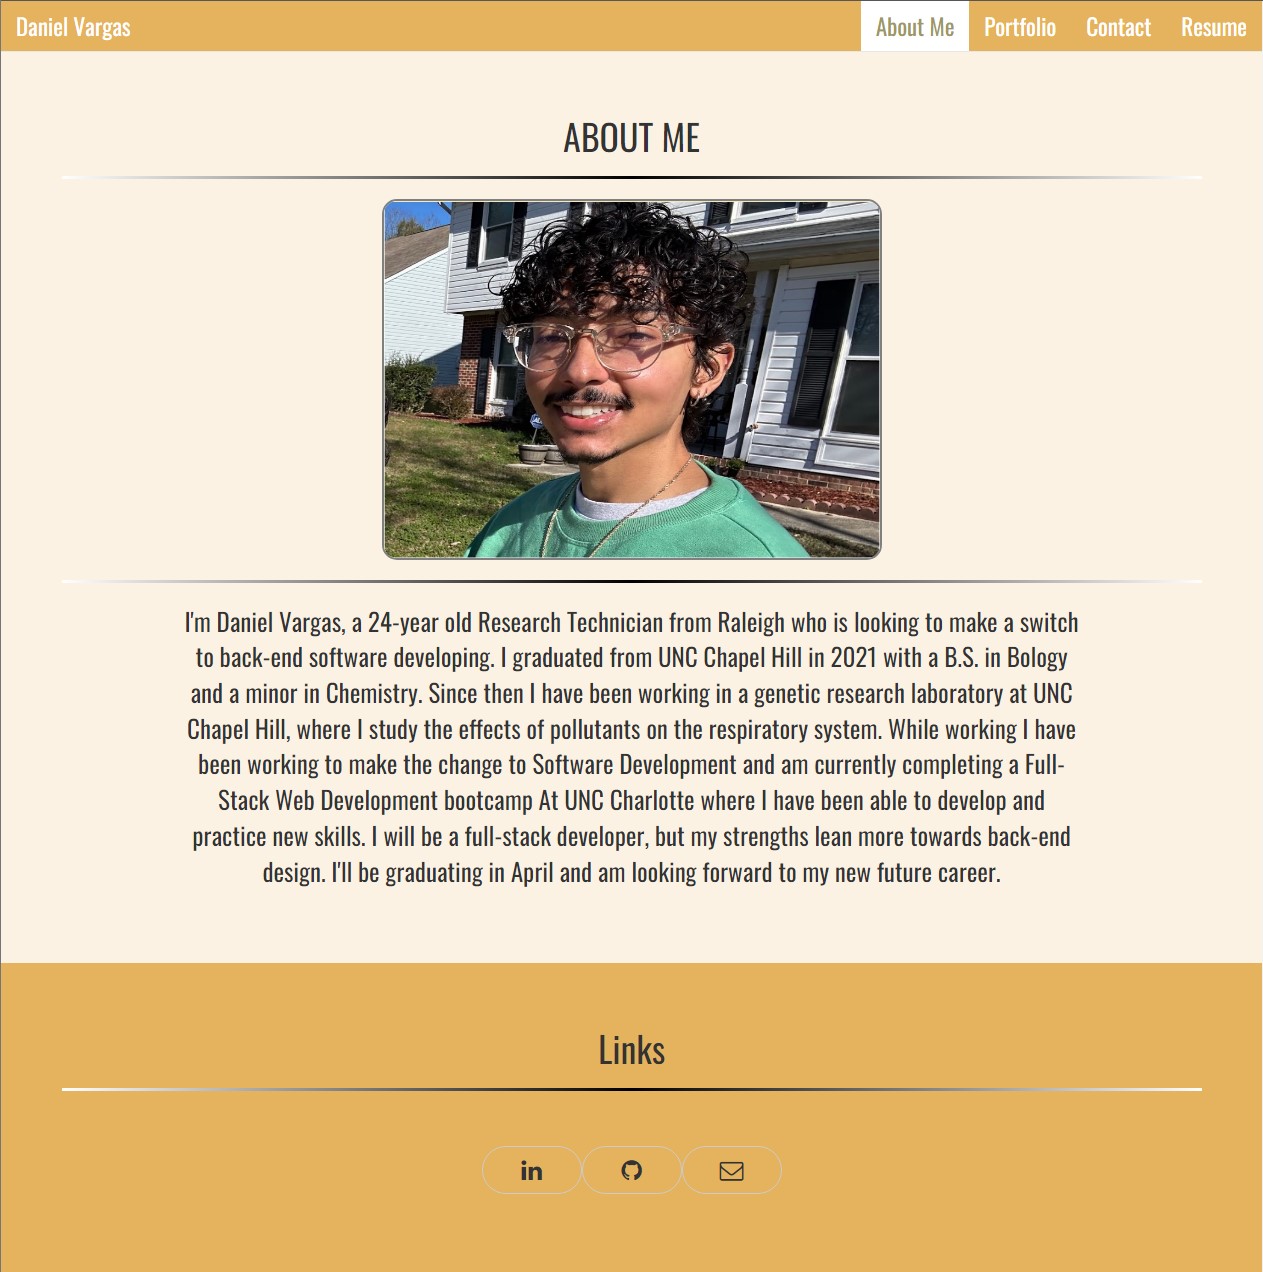 Daniel Vargas
About Me
Portfolio
Contact
Resume
ABOUT ME
I'm Daniel Vargas, a 24-year old Research Technician from Raleigh who is looking to make a switch
to back-end software developing. I graduated from UNC Chapel Hill in 2021 with a B.S. in Bology
and a minor in Chemistry. Since then I have been working in a genetic research laboratory at UNC
Chapel Hill, where I study the effects of pollutants on the respiratory system. While working I have
been working to make the change to Software Development and am currently completing a Full-
Stack Web Development bootcamp At UNC Charlotte where I have been able to develop and
practice new skills. I will be a full-stack developer, but my strengths lean more towards back-end
design. I'll be graduating in April and am looking forward to my new future career.
Links
in